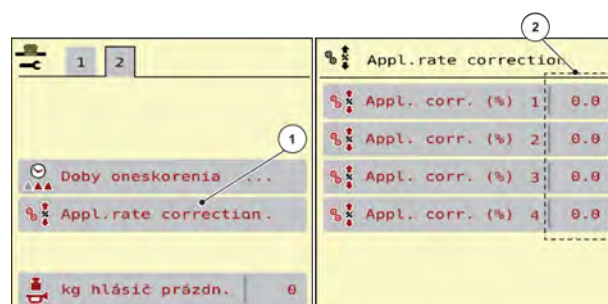 1 2
Doby oneskorenia ...
Appl.rate correction.
kg hlásič prázdn. 0
1
2
Appl.rate correction
Appl. corr. (%) 1 0.0
Appl. corr. (%) 2 0.0
Appl. corr. (%) 3 0.0
Appl. corr. (%) 4 0.0